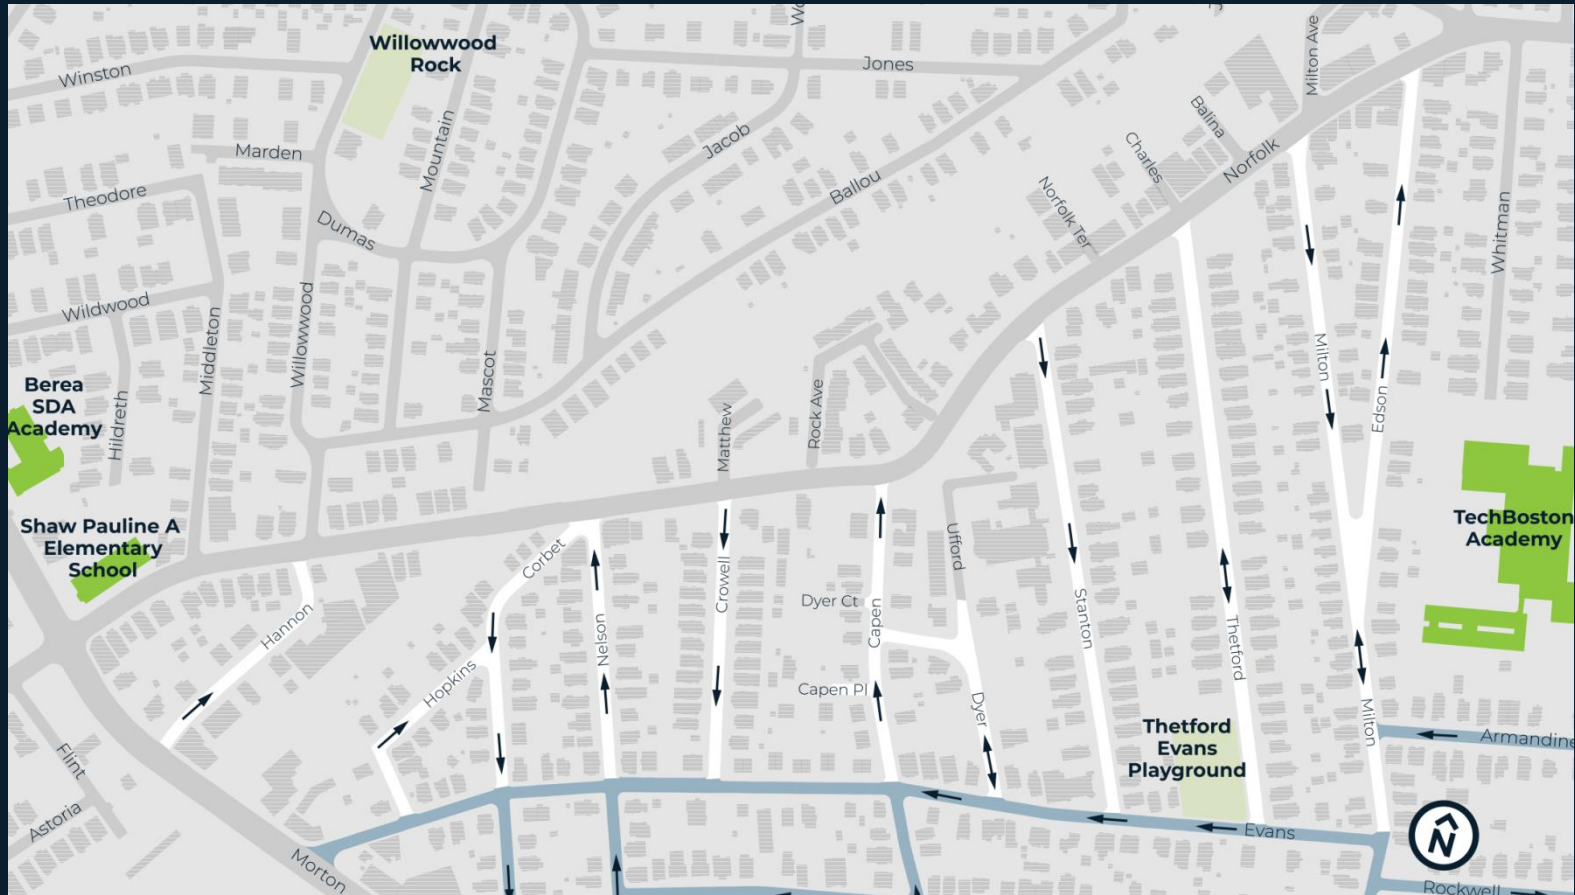 Willowwood
Rock
Winston
Jones
Milton Ave
Mountain
Balina
Jacob
Charles
Marden
Norfolk
Theodore
Ballou
Norfolk Ter
Dumas
Whitman
Wildwood
Willowwood
Middleton
Milton
Mascot
Edson
Berea
SDA
Academy
Hildreth
Rock Ave
Matthew
Shaw Pauline A
Elementary
School
TechBoston
Academy
Ufford
Corbet
Crowell
Dyer Ct
Capen
Stanton
Hannon
Nelson
Thetford
Hopkins
Capen Pl
Dyer
Milton
Thetford
Evans
Playground
Armandine
Flint
Astoria
Evans
N
Morton
Rockwell